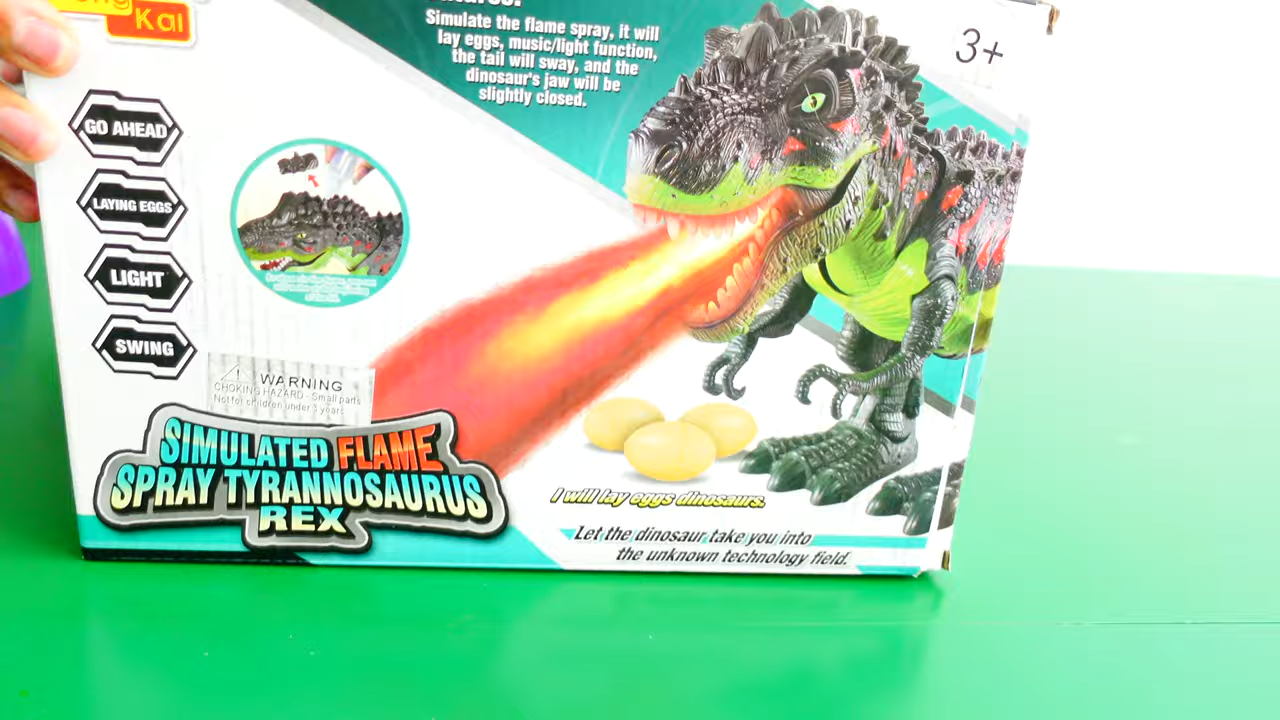 Kai
Simulate the flame spray, it will
lay eggs, music/light function,
the tail will sway, and the
dinosaur's jaw will be
slightly closed.
3+
GO AHEAD
LAYING EGGS
LIGHT
SWING
WARNING
CHOKING HAZARD - Small parts
Not for children under 3 years
SIMULATED FLAME
SPRAY TYRANNOSAURUS
REX
I will lay eggs dinosaurs.
Let the dinosaur take you into
the unknown technology field.